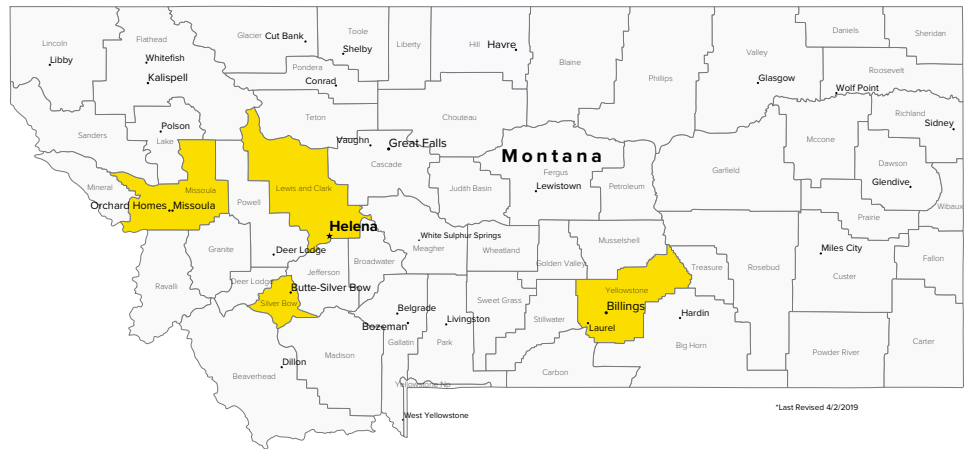 Lincoln
Libby
Flathead
Whitefish
Kalispell
Glacier
Cut Bank
Toole
Shelby
Liberty
Hill
Havre
Blaine
Phillips
Valley
Glasgow
Daniels
Sheridan
Roosevelt
Wolf Point
Pondera
Conrad
Teton
Chouteau
Richland
Sidney
Sanders
Polson
Lake
Vaughn
Great Falls
Cascade
Montana
Fergus
Lewistown
Petroleum
Judith Basin
Garfield
Mccone
Dawson
Glendive
Wibaux
Prairie
Mineral
Missoula
Orchard Homes
Missoula
Powell
Lewis and Clark
Helena
White Sulphur Springs
Meagher
Wheatland
Golden Valley
Musselshell
Treasure
Rosebud
Miles City
Custer
Fallon
Granite
Deer Lodge
Deer Lodge
Jefferson
Broadwater
Ravalli
Butte-Silver Bow
Silver Bow
Belgrade
Bozeman
Gallatin
Livingston
Park
Sweet Grass
Stillwater
Yellowstone
Billings
Laurel
Hardin
Big Horn
Powder River
Carter
Dillon
Beaverhead
Madison
Carbon
Yellowstone Np
West Yellowstone
*Last Revised 4/2/2019